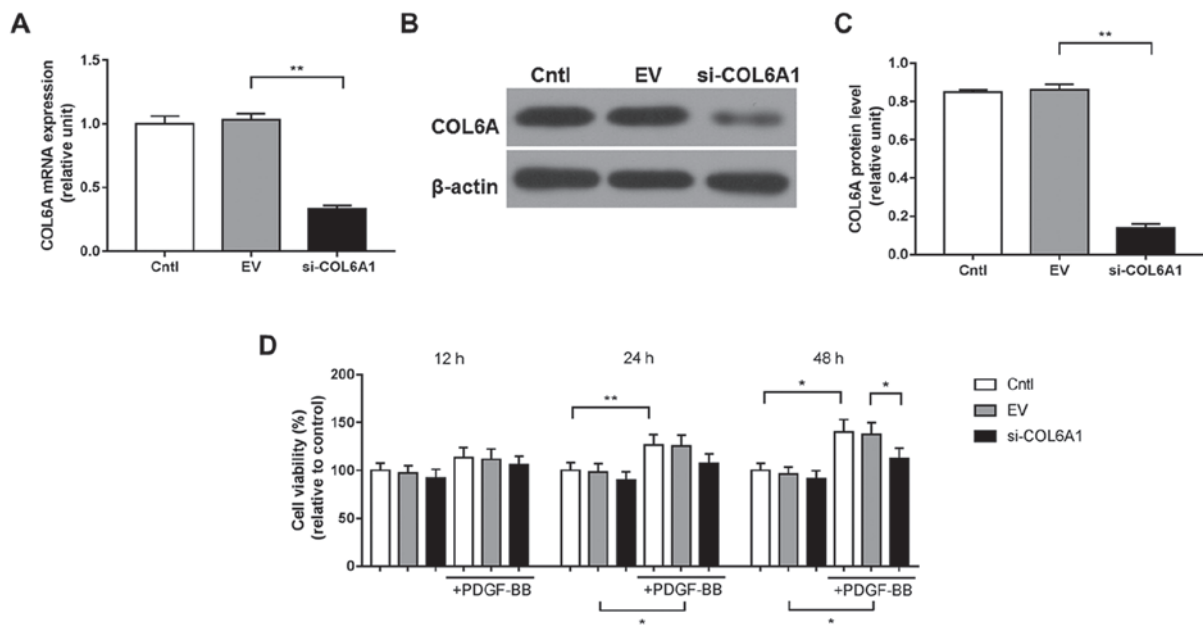 A
COL6A mRNA expression
(relative unit)
1.5
1.0
0.5
0.0
**
Cntl EV si-COL6A1
B
Cntl EV si-COL6A1
COL6A
β-actin
C
COL6A protein level
(relative unit)
1.0
0.8
0.6
0.4
0.2
0.0
**
Cntl EV si-COL6A1
D
12 h 24 h 48 h
Cell viability (%)
(relative to control)
200
150
100
50
0
**
*
*
+PDGF-BB +PDGF-BB +PDGF-BB
*
*
Cntl
EV
si-COL6A1